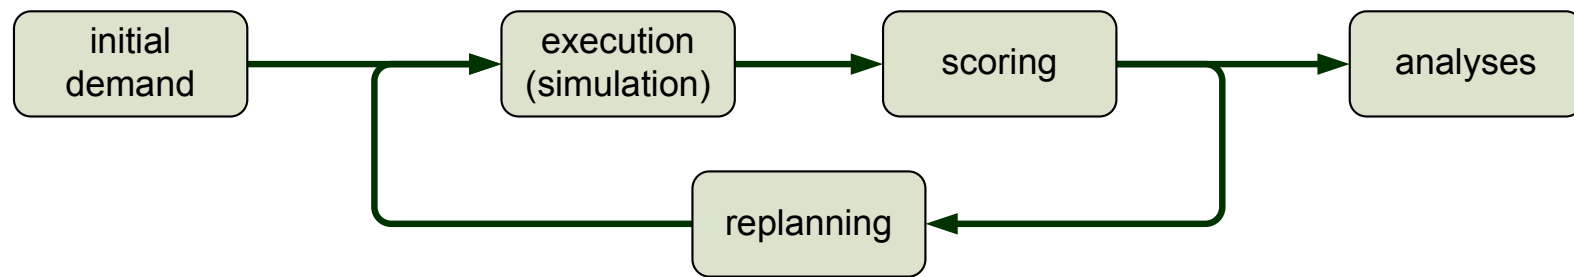 initial
demand
execution
(simulation)
scoring
analyses
replanning